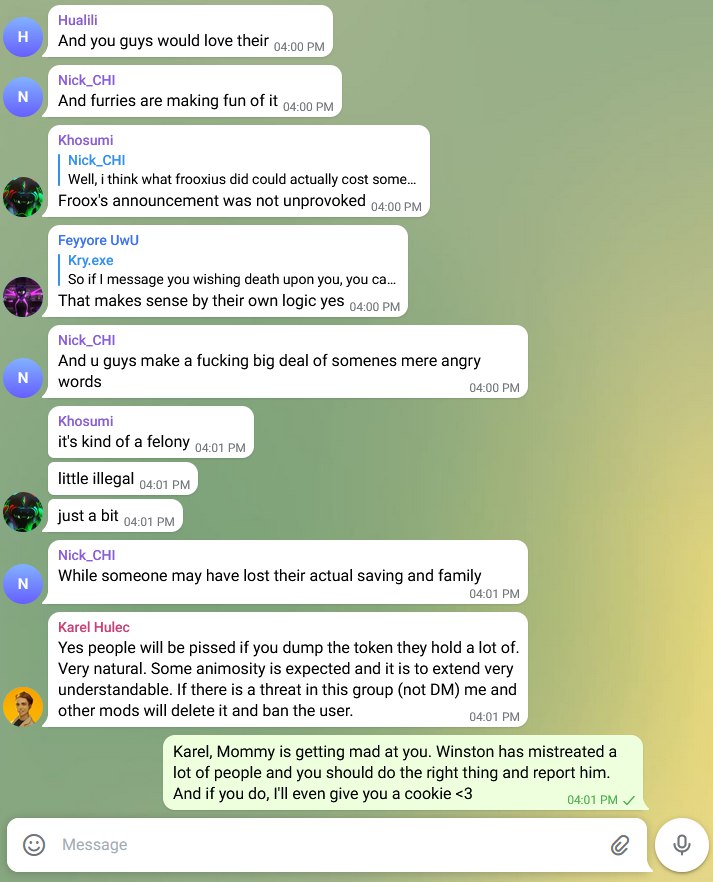 Hualili
H
And you guys would love their 04:00 PM
Nick_CHI
N
And furries are making fun of it 04:00 PM
Khosumi
Nick_CHI
Well, i think what frooxius did could actually cost some...
Froox's announcement was not unprovoked 04:00 PM
Feyyore UwU
Kry.exe
So if I message you wishing death upon you, you ca...
That makes sense by their own logic yes 04:00 PM
Nick_CHI
And u guys make a fucking big deal of somenes mere angry
N
words 04:00 PM
Khosumi
it's kind of a felony 04:01 PM
little illegal 04:01 PM
just a bit 04:01 PM
Nick_CHI
N
While someone may have lost their actual saving and family
04:01 PM
Karel Hulec
Yes people will be pissed if you dump the token they hold a lot of.
Very natural. Some animosity is expected and it is to extend very
understandable. If there is a threat in this group (not DM) me and
other mods will delete it and ban the user. 04:01 PM
Karel, Mommy is getting mad at you. Winston has mistreated a
lot of people and you should do the right thing and report him.
And if you do, I'll even give you a cookie <3 04:01 PM
Message